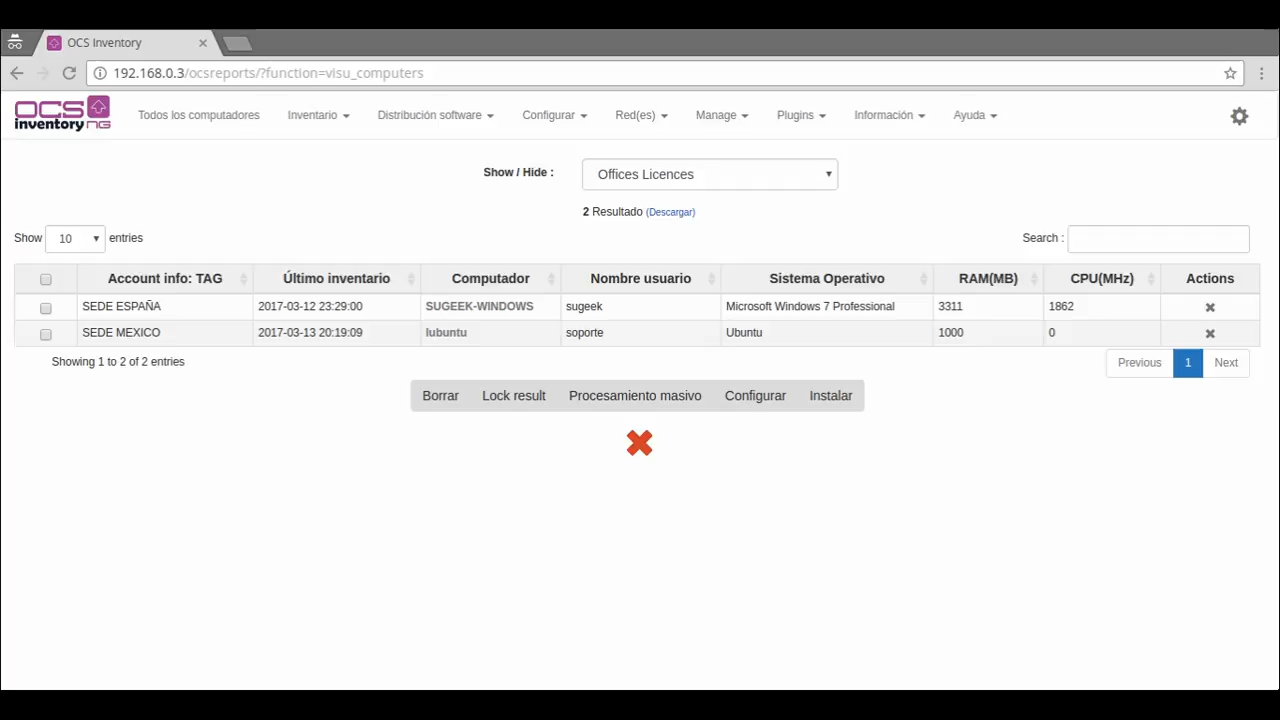 OCS Inventory
192.168.0.3/ocsreports/?function=visu_computers
OCS inventory NG
Todos los computadores Inventario Distribución software Configurar Red(es) Manage Plugins Información Ayuda
Show / Hide : Offices Licences
2 Resultado (Descargar)
Show 10 entries Search :
Account info: TAG Último inventario Computador Nombre usuario Sistema Operativo RAM(MB) CPU(MHz) Actions
SEDE ESPAÑA 2017-03-12 23:29:00 SUGEEK-WINDOWS sugeek Microsoft Windows 7 Professional 3311 1862
SEDE MEXICO 2017-03-13 20:19:09 lubuntu soporte Ubuntu 1000 0
Showing 1 to 2 of 2 entries Previous 1 Next
Borrar Lock result Procesamiento masivo Configurar Instalar